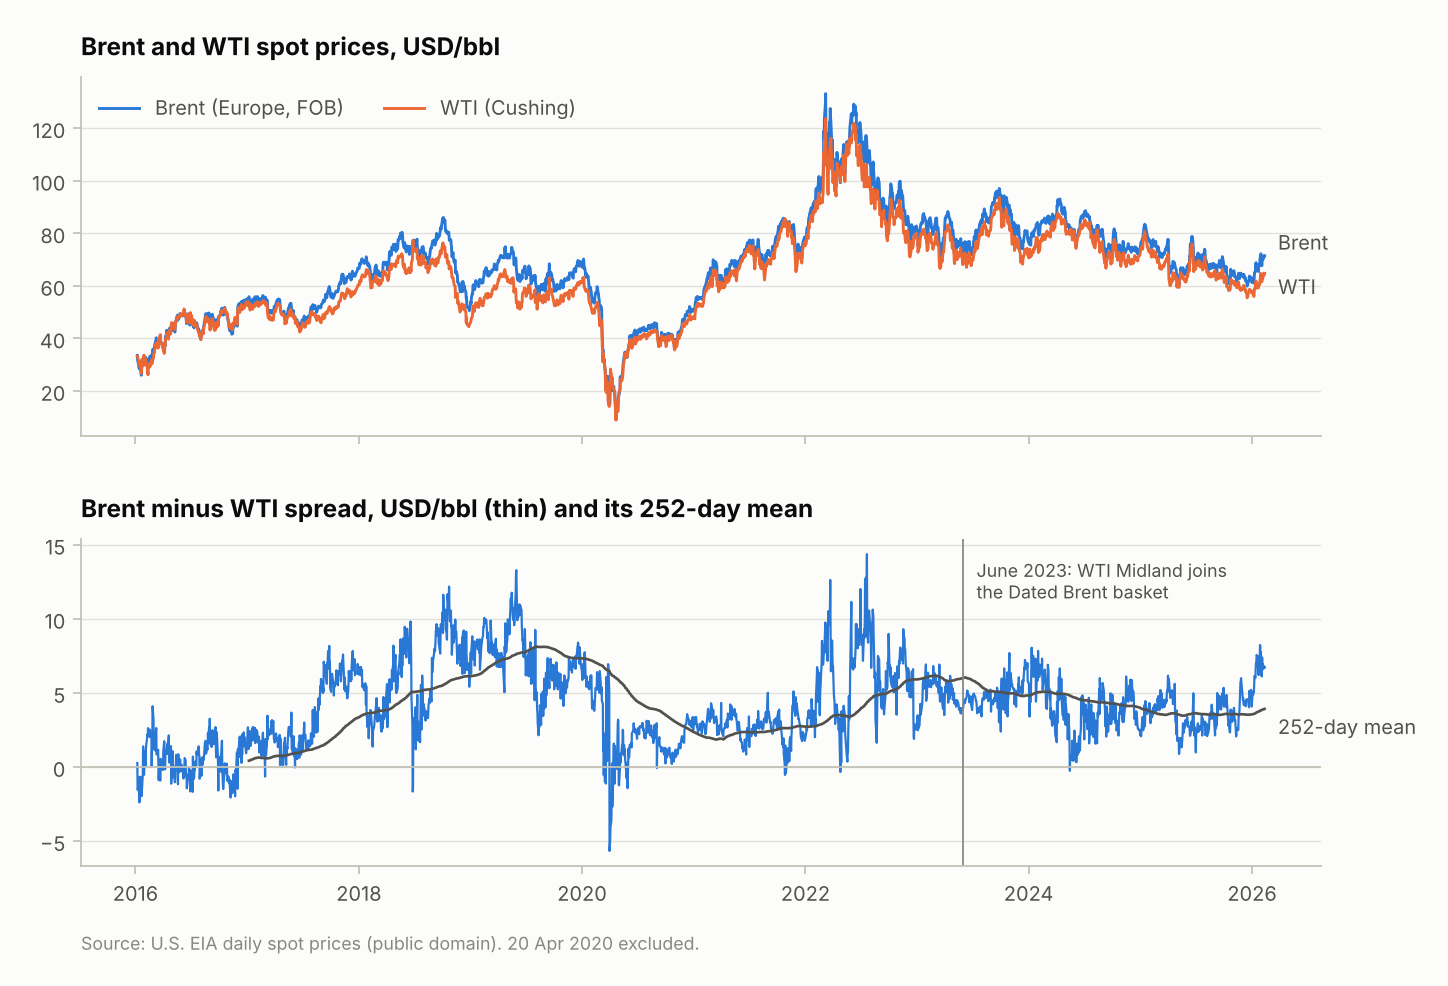 Brent and WTI spot prices, USD/bbl
Brent (Europe, FOB)
WTI (Cushing)
120
100
80
60
40
20
Brent
WTI
Brent minus WTI spread, USD/bbl (thin) and its 252-day mean
15
10
5
0
−5
June 2023: WTI Midland joins
the Dated Brent basket
252-day mean
2016
2018
2020
2022
2024
2026
Source: U.S. EIA daily spot prices (public domain). 20 Apr 2020 excluded.